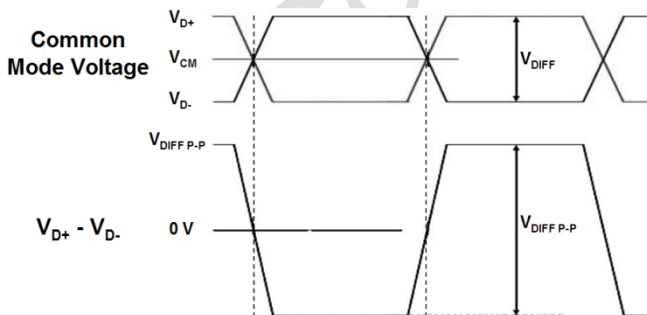 V_D+
Common
Mode Voltage
V_CM
V_DIFF
V_D-
V_DIFF P-P
V_D+ - V_D-
0 V
V_DIFF P-P